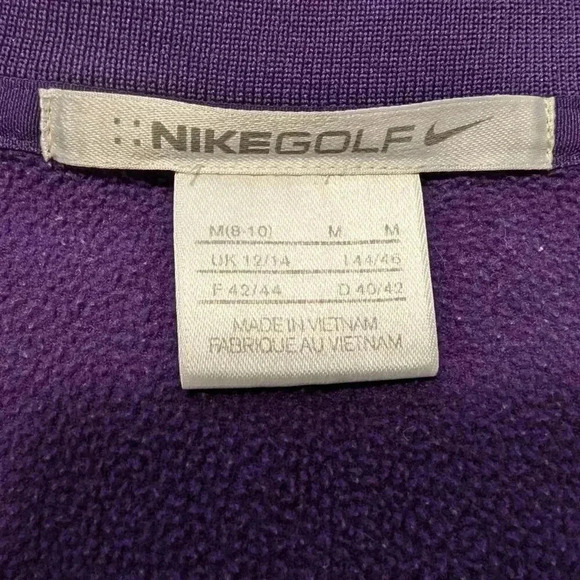 NIKEGOLF
M(8-10) M M
UK 12/14 I 44/46
F 42/44 D 40/42
MADE IN VIETNAM
FABRIQUE AU VIETNAM